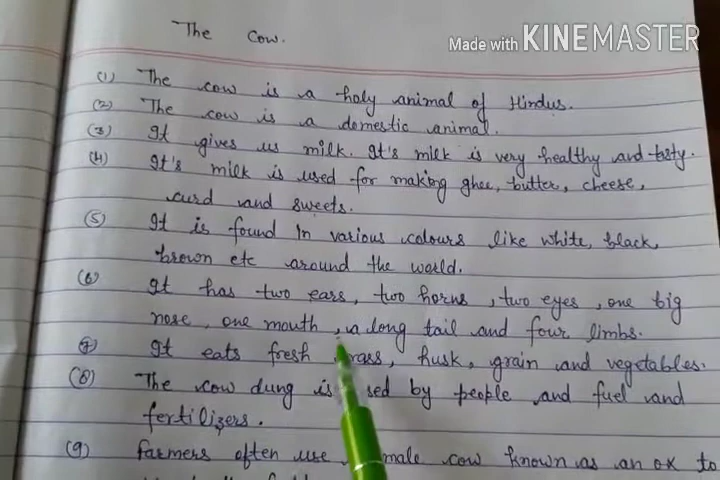 The cow.
Made with KINEMASTER
(1) The cow is a holy animal of Hindus.
(2) The cow is a domestic animal.
(3) It gives us milk. It's milk is very healthy and tasty.
(4) It's milk is used for making ghee, butter, cheese,
curd and sweets.
(5) It is found in various colours like white, black,
brown etc around the world.
(6) It has two ears, two horns, two eyes, one big
nose, one mouth, a long tail and four limbs.
(7) It eats fresh grass, husk, grain and vegetables.
(8) The cow dung is used by people and fuel and
fertilizers.
(9) Farmers often use male cow known as an ox to